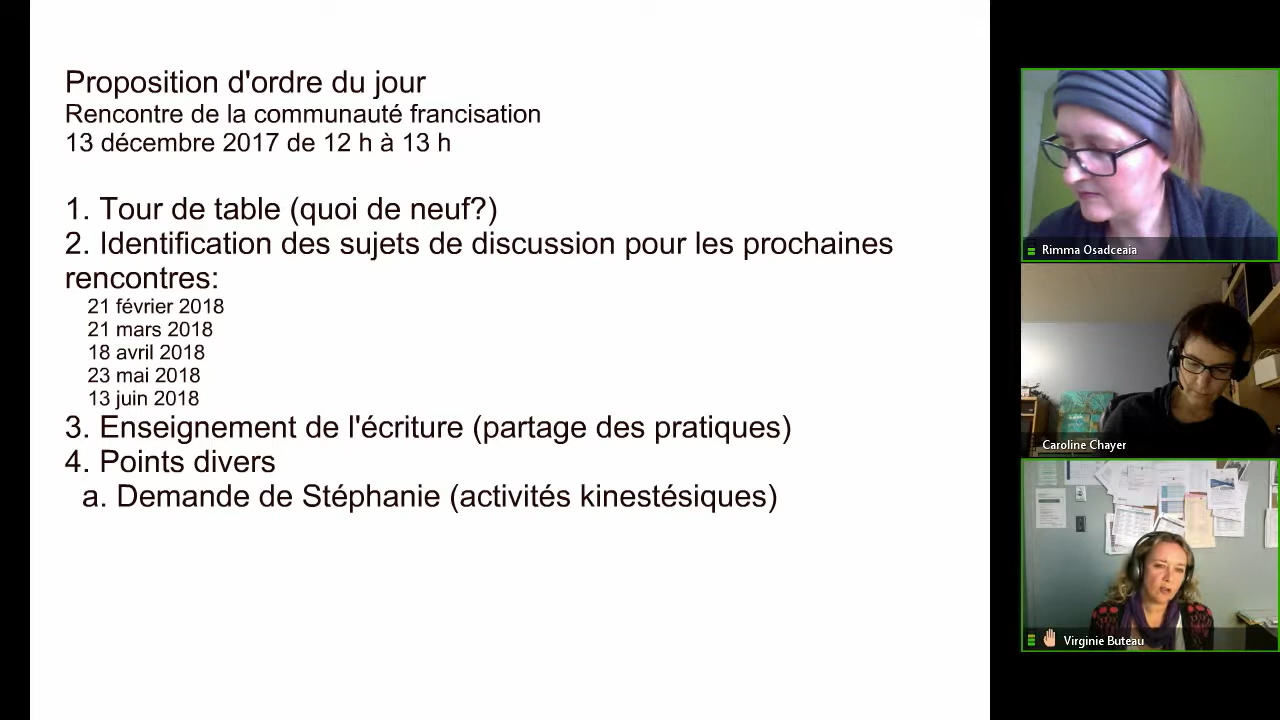 Proposition d'ordre du jour
Rencontre de la communauté francisation
13 décembre 2017 de 12 h à 13 h
1. Tour de table (quoi de neuf?)
2. Identification des sujets de discussion pour les prochaines
rencontres:
21 février 2018
21 mars 2018
18 avril 2018
23 mai 2018
13 juin 2018
3. Enseignement de l'écriture (partage des pratiques)
4. Points divers
a. Demande de Stéphanie (activités kinestésiques)
Rimma Osadceaia
Caroline Chayer
Virginie Buteau